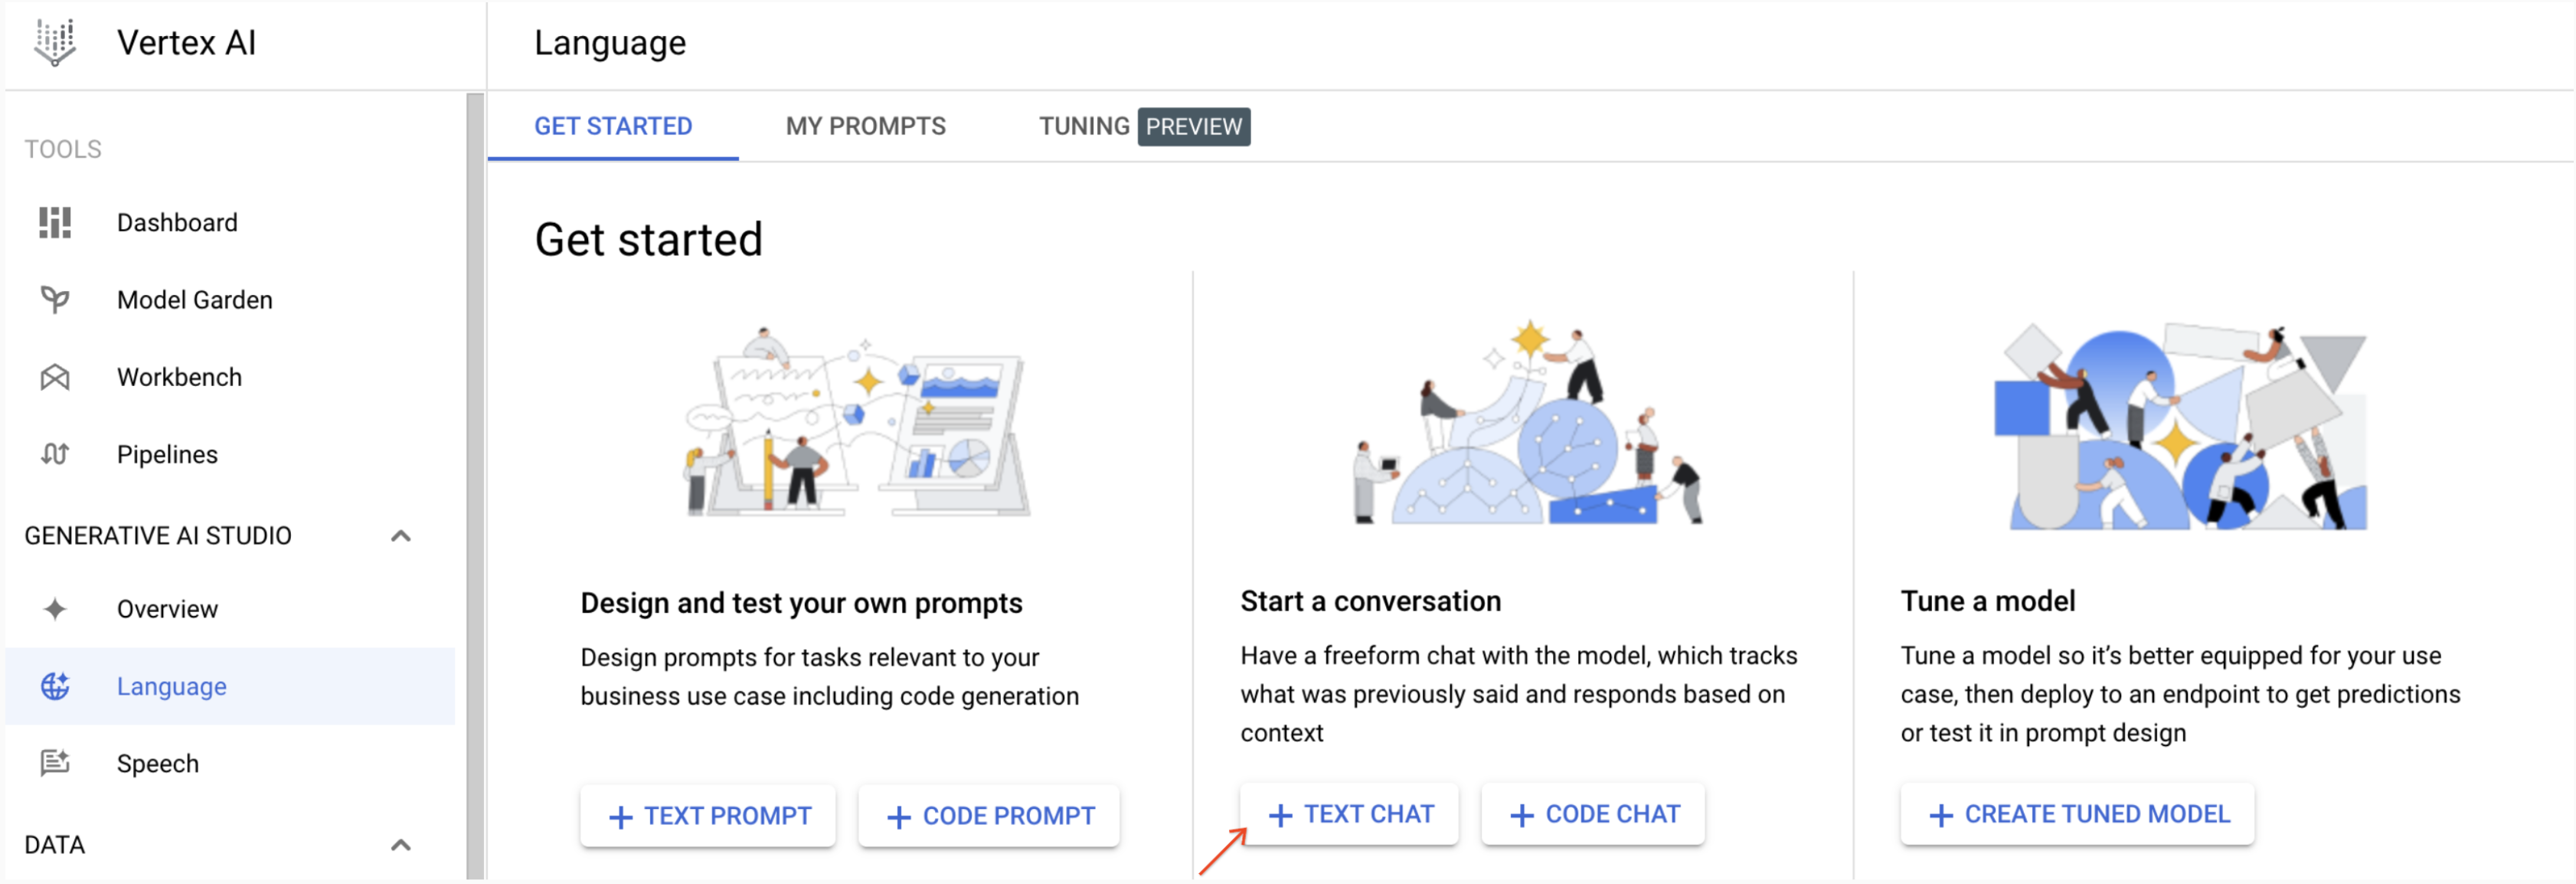 Vertex AI
Language
TOOLS
Dashboard
Model Garden
Workbench
Pipelines
GENERATIVE AI STUDIO
Overview
Language
Speech
DATA
GET STARTED
MY PROMPTS
TUNING PREVIEW
Get started
Design and test your own prompts
Design prompts for tasks relevant to your
business use case including code generation
TEXT PROMPT
CODE PROMPT
Start a conversation
Have a freeform chat with the model, which tracks
what was previously said and responds based on
context
TEXT CHAT
CODE CHAT
Tune a model
Tune a model so it’s better equipped for your use
case, then deploy to an endpoint to get predictions
or test it in prompt design
CREATE TUNED MODEL